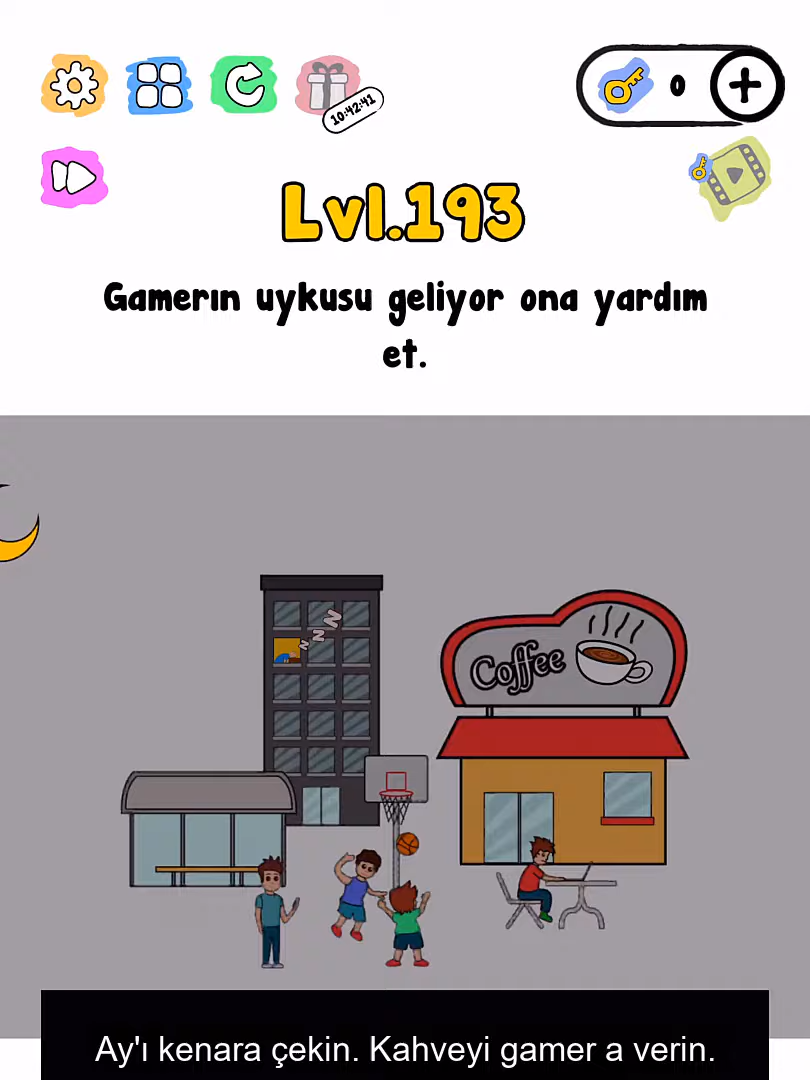 10:42:41
0
Lvl.193
Gamerın uykusu geliyor ona yardım
et.
N
N
N
Coffee
Ay'ı kenara çekin. Kahveyi gamer a verin.